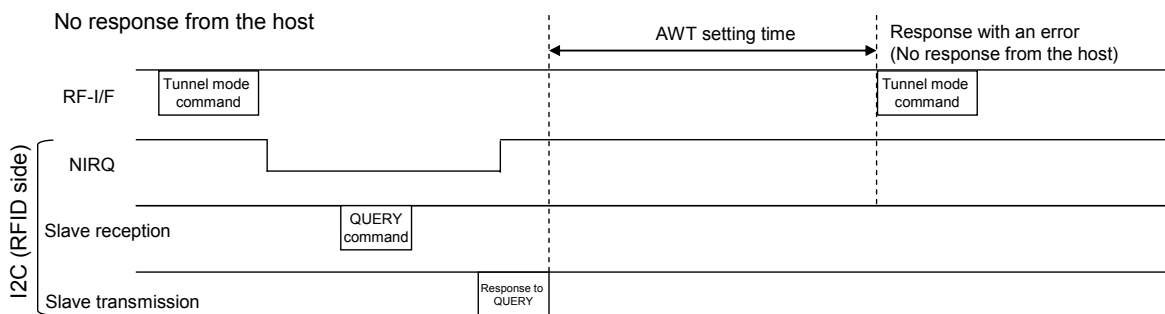 No response from the host
AWT setting time
Response with an error
(No response from the host)
RF-I/F
Tunnel mode
command
Tunnel mode
command
NIRQ
I2C (RFID side)
Slave reception
QUERY
command
Slave transmission
Response to
QUERY